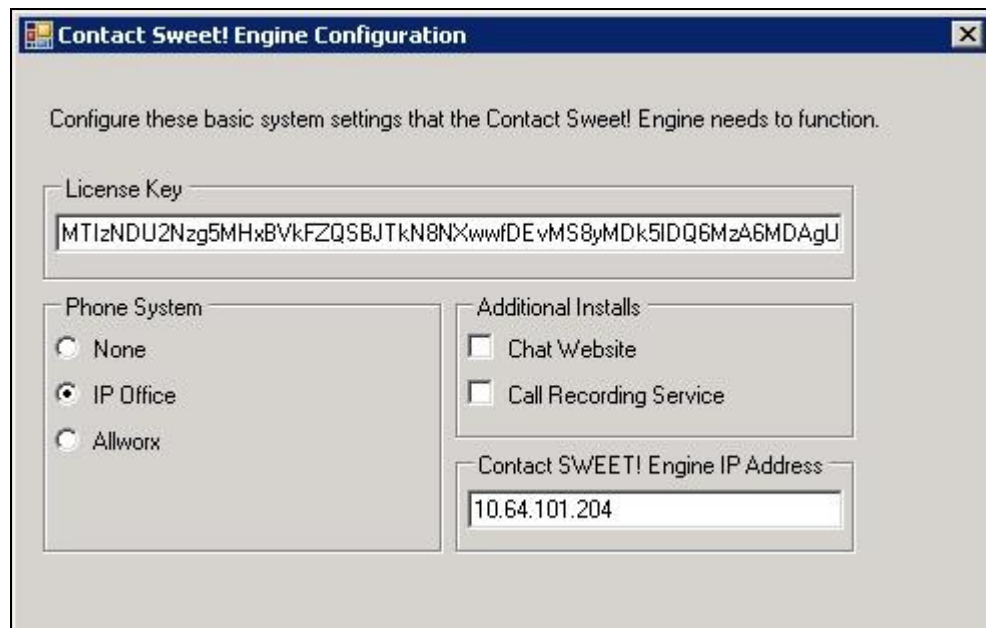 Contact Sweet! Engine Configuration
Configure these basic system settings that the Contact Sweet! Engine needs to function.
License Key
MTIzNDU2Nzg5MHxBVkFZQSBJTkN8NXwwfDEvMS8yMDk5IDQ6MzA6MDAgU
Phone System
None
IP Office
Allworx
Additional Installs
Chat Website
Call Recording Service
Contact SWEET! Engine IP Address
10.64.101.204